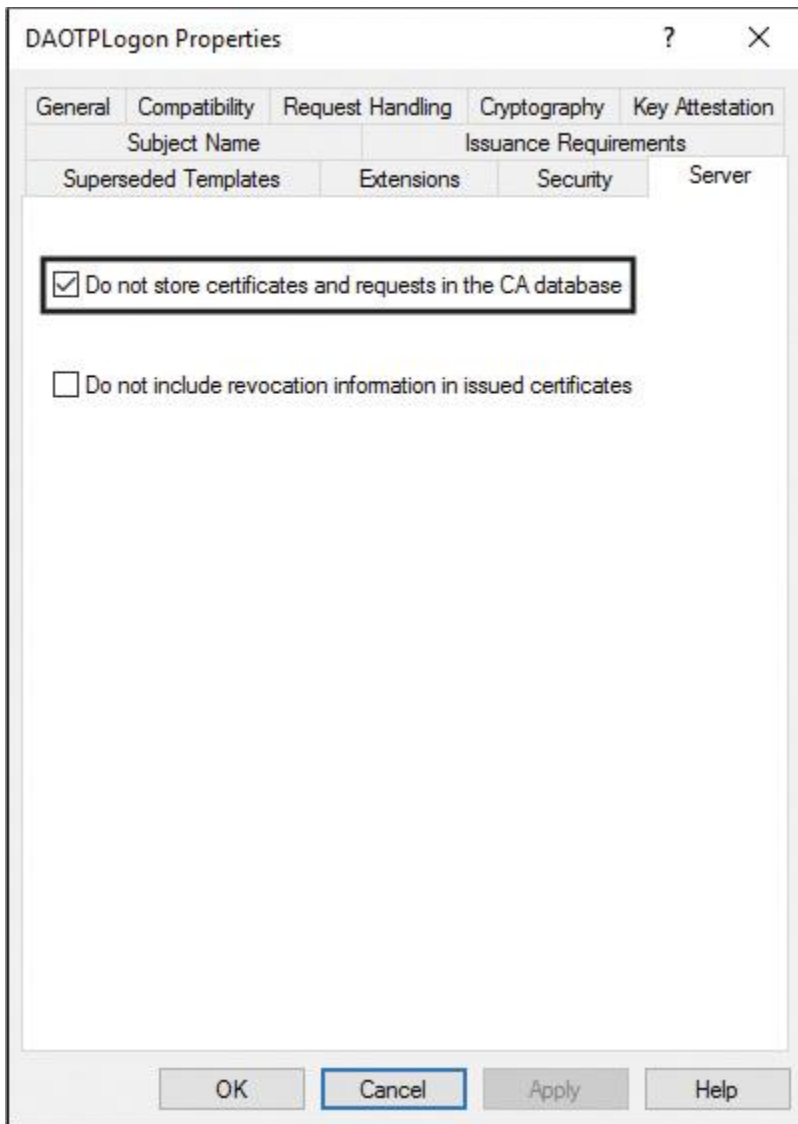 DAOTPLogon Properties ?
General Compatibility Request Handling Cryptography Key Attestation
Subject Name Issuance Requirements
Superseded Templates Extensions Security Server
Do not store certificates and requests in the CA database
Do not include revocation information in issued certificates
OK Cancel Apply Help